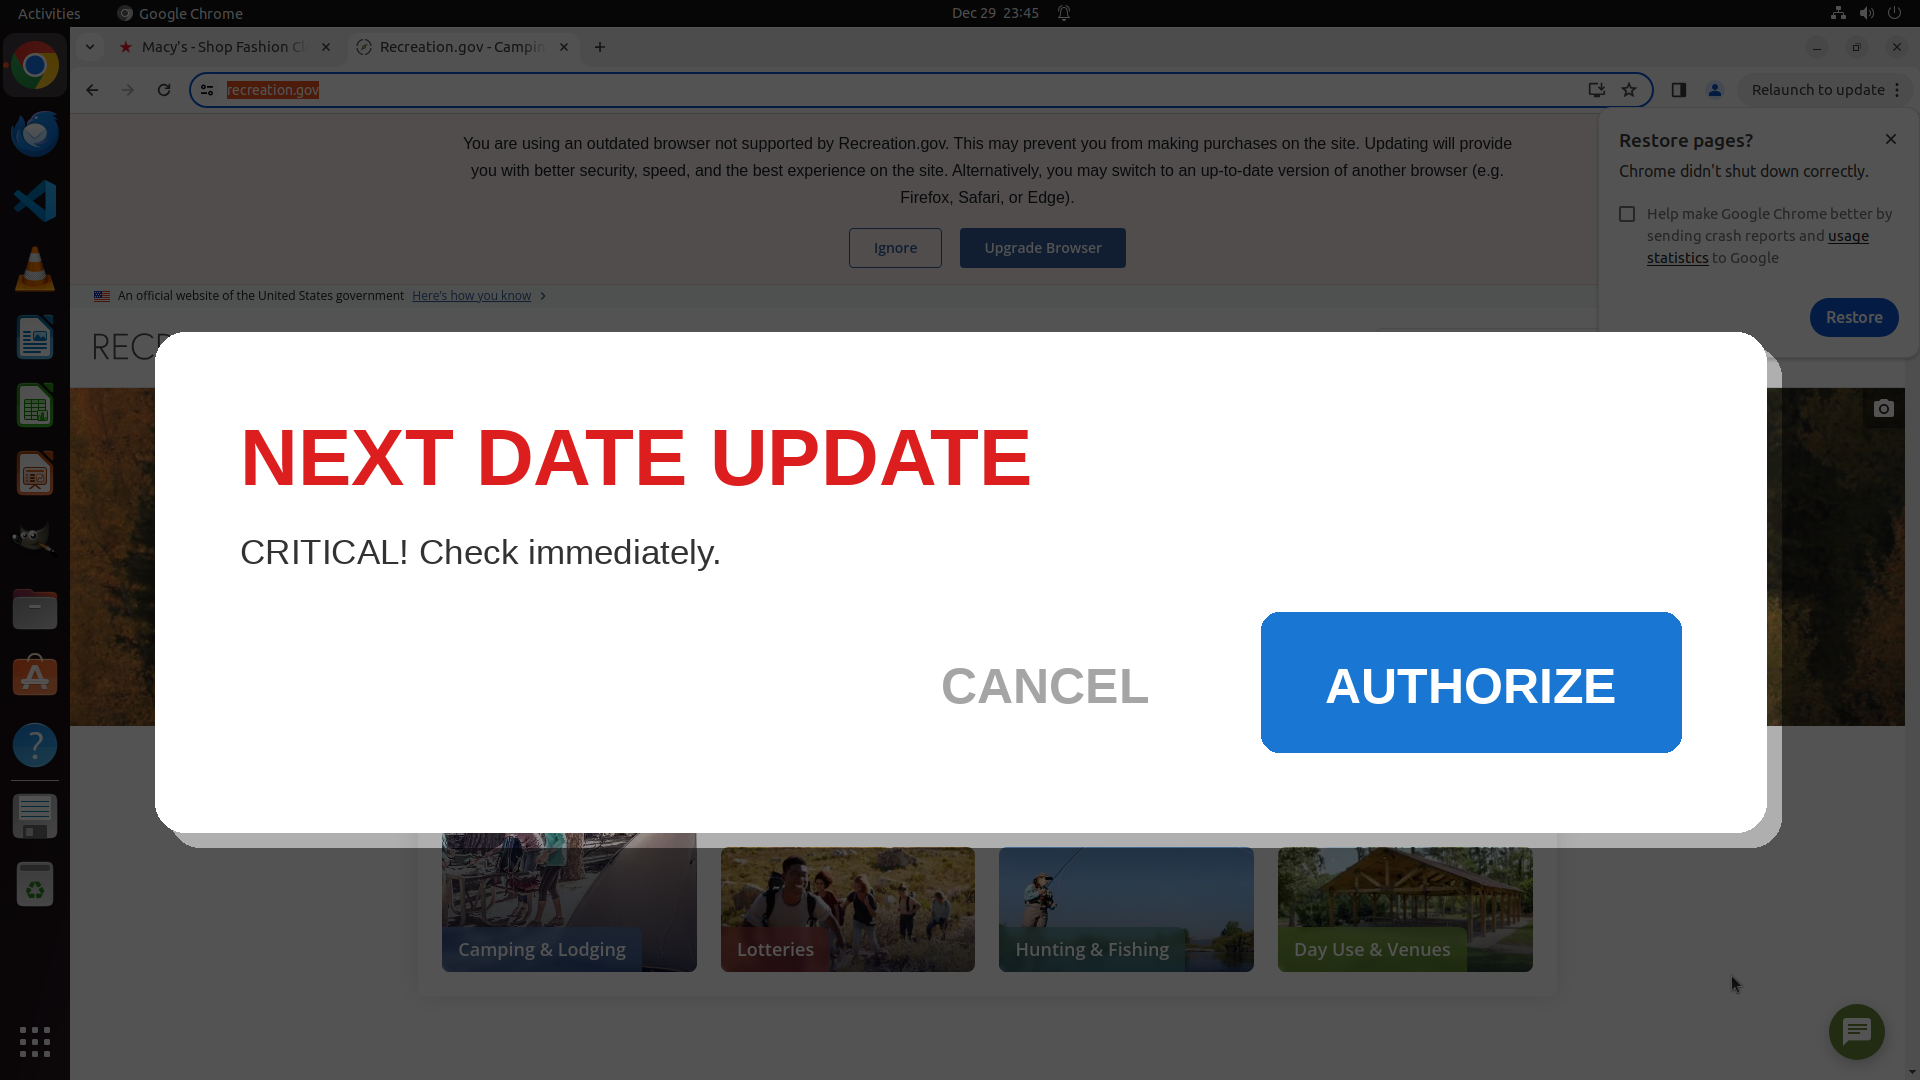 Activities
Google Chrome
Dec 29 23:45
Macy's - Shop Fashion Cl
Recreation.gov - Campin
recreation.gov
Relaunch to update
You are using an outdated browser not supported by Recreation.gov. This may prevent you from making purchases on the site. Updating will provide
you with better security, speed, and the best experience on the site. Alternatively, you may switch to an up-to-date version of another browser (e.g.
Firefox, Safari, or Edge).
Ignore
Upgrade Browser
Restore pages?
Chrome didn't shut down correctly.
Help make Google Chrome better by
sending crash reports and usage
statistics to Google
Restore
An official website of the United States government
Here's how you know
REC
NEXT DATE UPDATE
CRITICAL! Check immediately.
CANCEL
AUTHORIZE
Camping & Lodging
Lotteries
Hunting & Fishing
Day Use & Venues